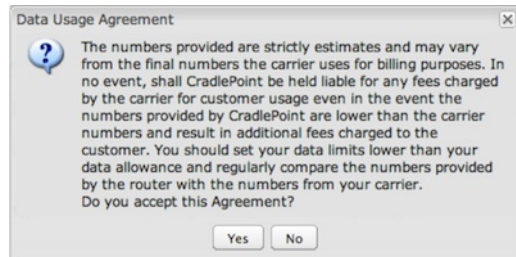 Data Usage Agreement
The numbers provided are strictly estimates and may vary
from the final numbers the carrier uses for billing purposes. In
no event, shall CradlePoint be held liable for any fees charged
by the carrier for customer usage even in the event the
numbers provided by CradlePoint are lower than the carrier
numbers and result in additional fees charged to the
customer. You should set your data limits lower than your
data allowance and regularly compare the numbers provided
by the router with the numbers from your carrier.
Do you accept this Agreement?
Yes No